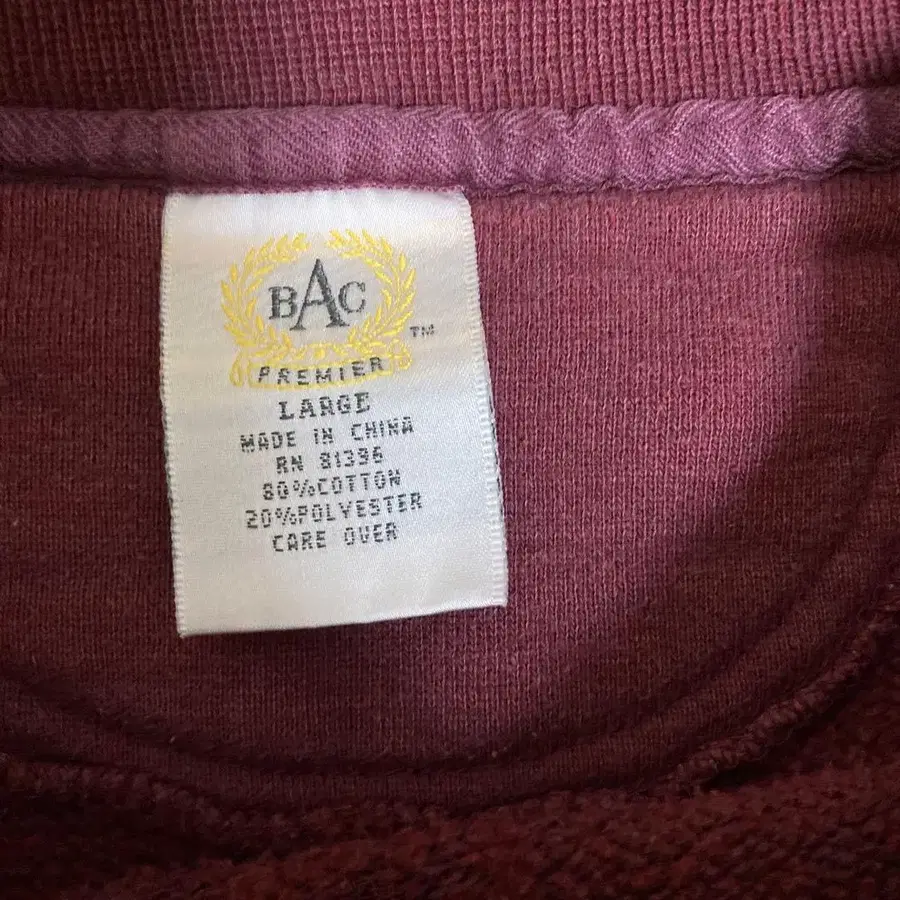 BAC
TM
PREMIER
LARGE
MADE IN CHINA
RN 81396
80%COTTON
20%POLYESTER
CARE OVER